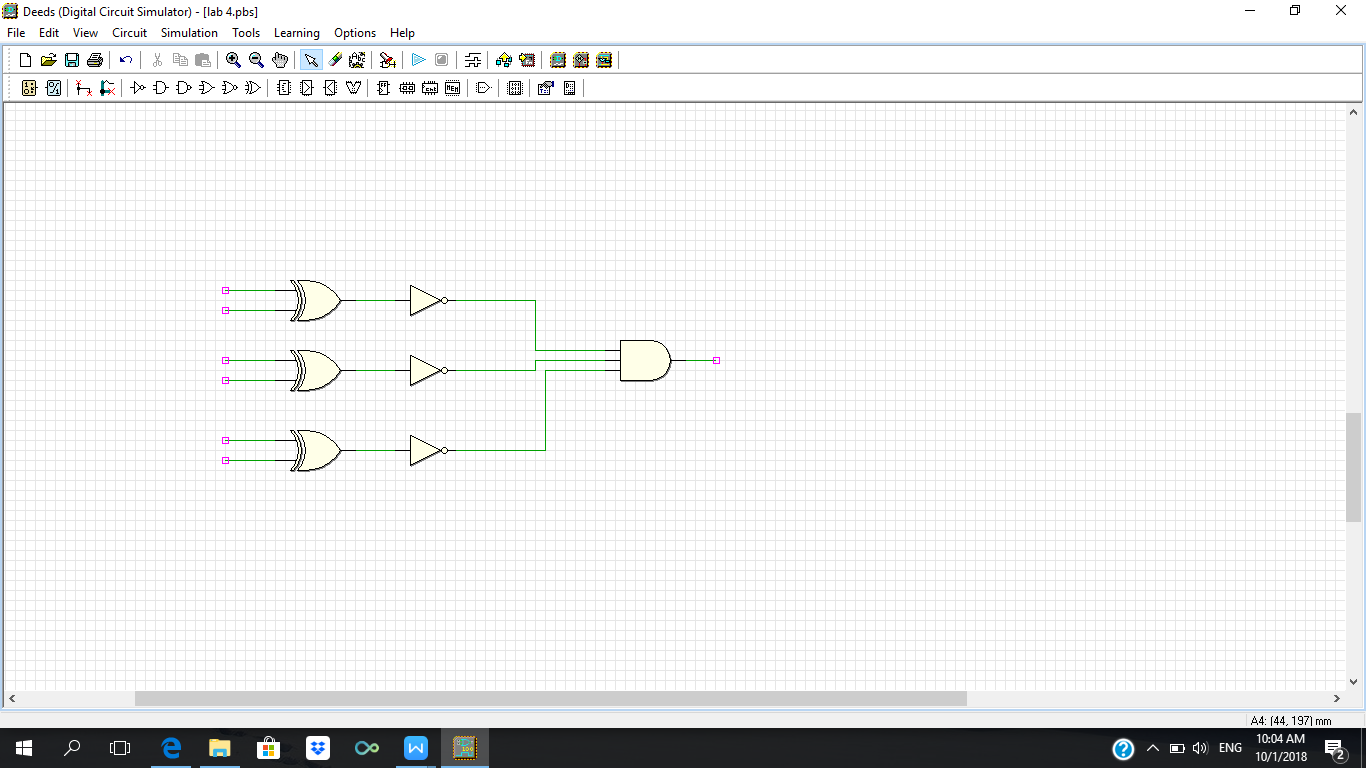 Deeds (Digital Circuit Simulator) - [lab 4.pbs]
File Edit View Circuit Simulation Tools Learning Options Help
A4: (44, 197) mm
ENG
10:04 AM
10/1/2018
2